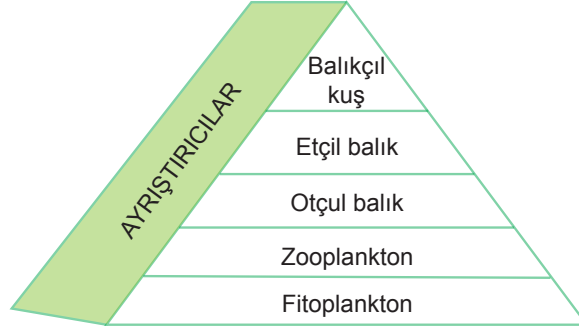 AYRIŞTIRICILAR
Balıkçıl
kuş
Etçil balık
Otçul balık
Zooplankton
Fitoplankton